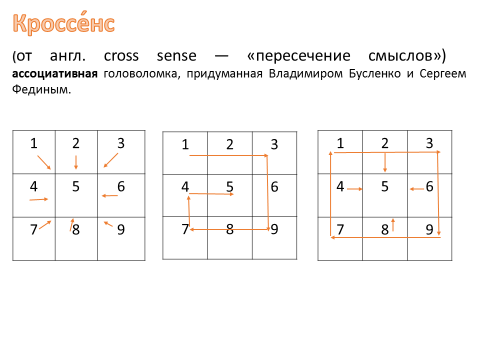 Кроссе́нс
(от англ. cross sense — «пересечение смыслов»)
ассоциативная головоломка, придуманная Владимиром Бусленко и Сергеем
Фединым.
1 2 3
4 5 6
7 8 9
1 2 3
4 5 6
7 8 9
1 2 3
4 5 6
7 8 9